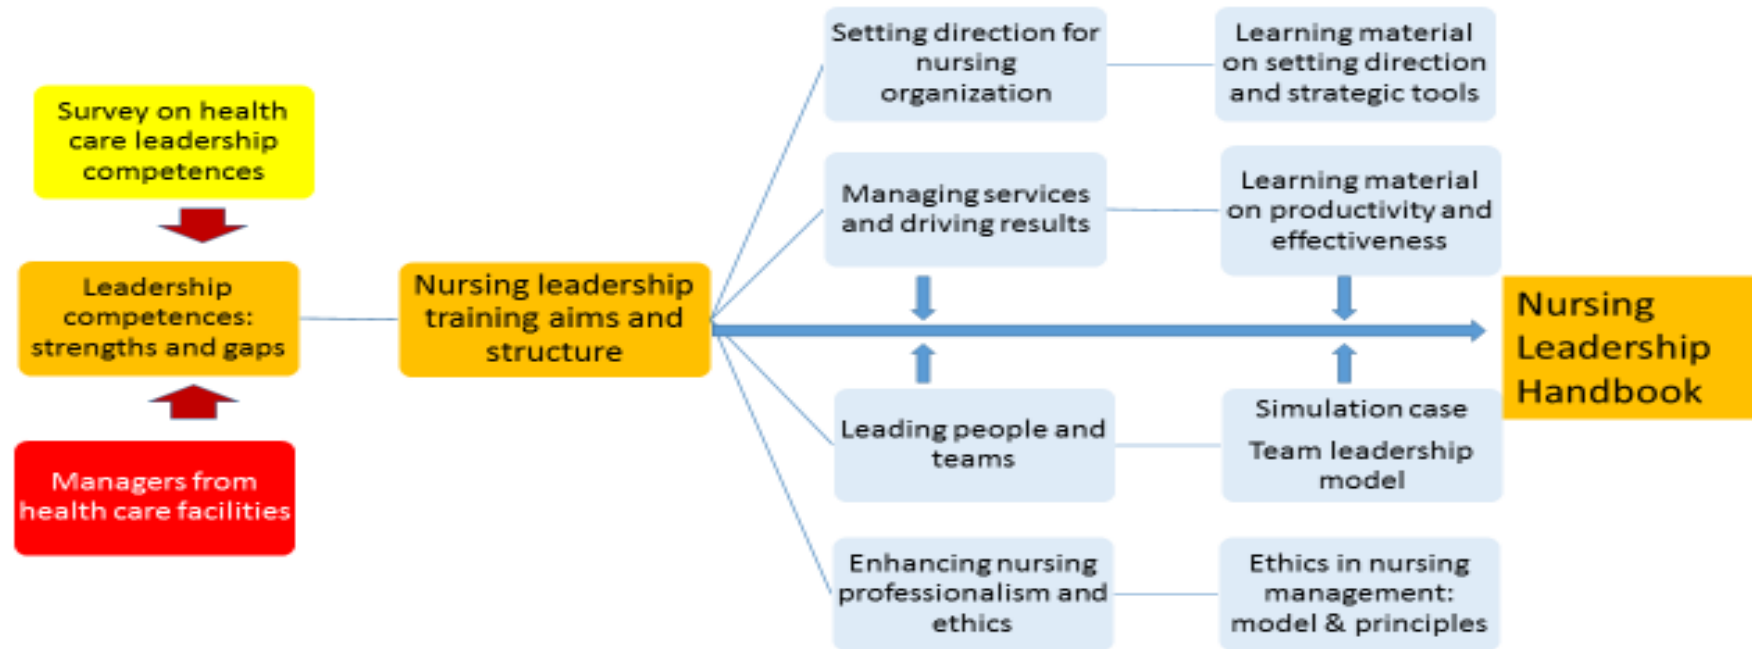 Survey on health
care leadership
competences
Leadership
competences:
strengths and gaps
Managers from
health care facilities
Nursing leadership
training aims and
structure
Setting direction for
nursing
organization
Learning material
on setting direction
and strategic tools
Managing services
and driving results
Learning material
on productivity and
effectiveness
Leading people and
teams
Simulation case
Team leadership
model
Enhancing nursing
professionalism and
ethics
Ethics in nursing
management:
model & principles
Nursing
Leadership
Handbook